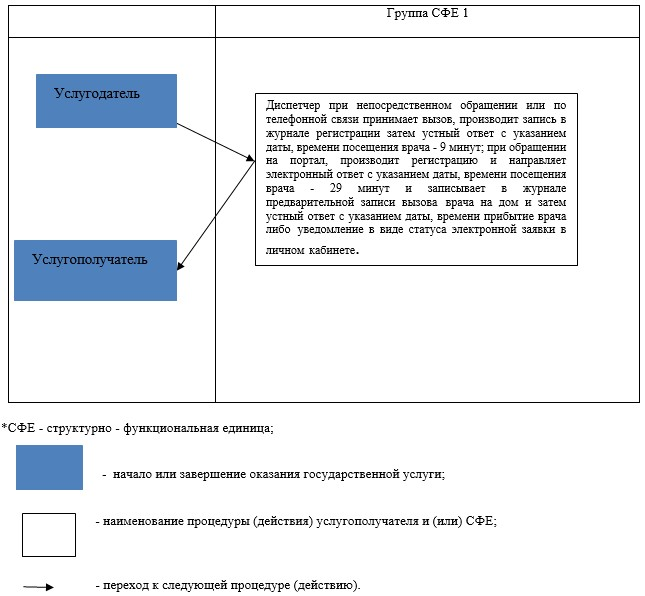 Группа СФЕ 1
Услугодатель
Диспетчер при непосредственном обращении или по
телефонной связи принимает вызов, производит запись в
журнале регистрации затем устный ответ с указанием
даты, времени посещения врача - 9 минут; при обращении
на портал, производит регистрацию и направляет
электронный ответ с указанием даты, времени посещения
врача - 29 минут и записывает в журнале
предварительной записи вызова врача на дом и затем
устный ответ с указанием даты, времени прибытие врача
либо уведомление в виде статуса электронной заявки в
личном кабинете.
Услугополучатель
*СФЕ - структурно - функциональная единица;
- начало или завершение оказания государственной услуги;
- наименование процедуры (действия) услугополучателя и (или) СФЕ;
- переход к следующей процедуре (действию).